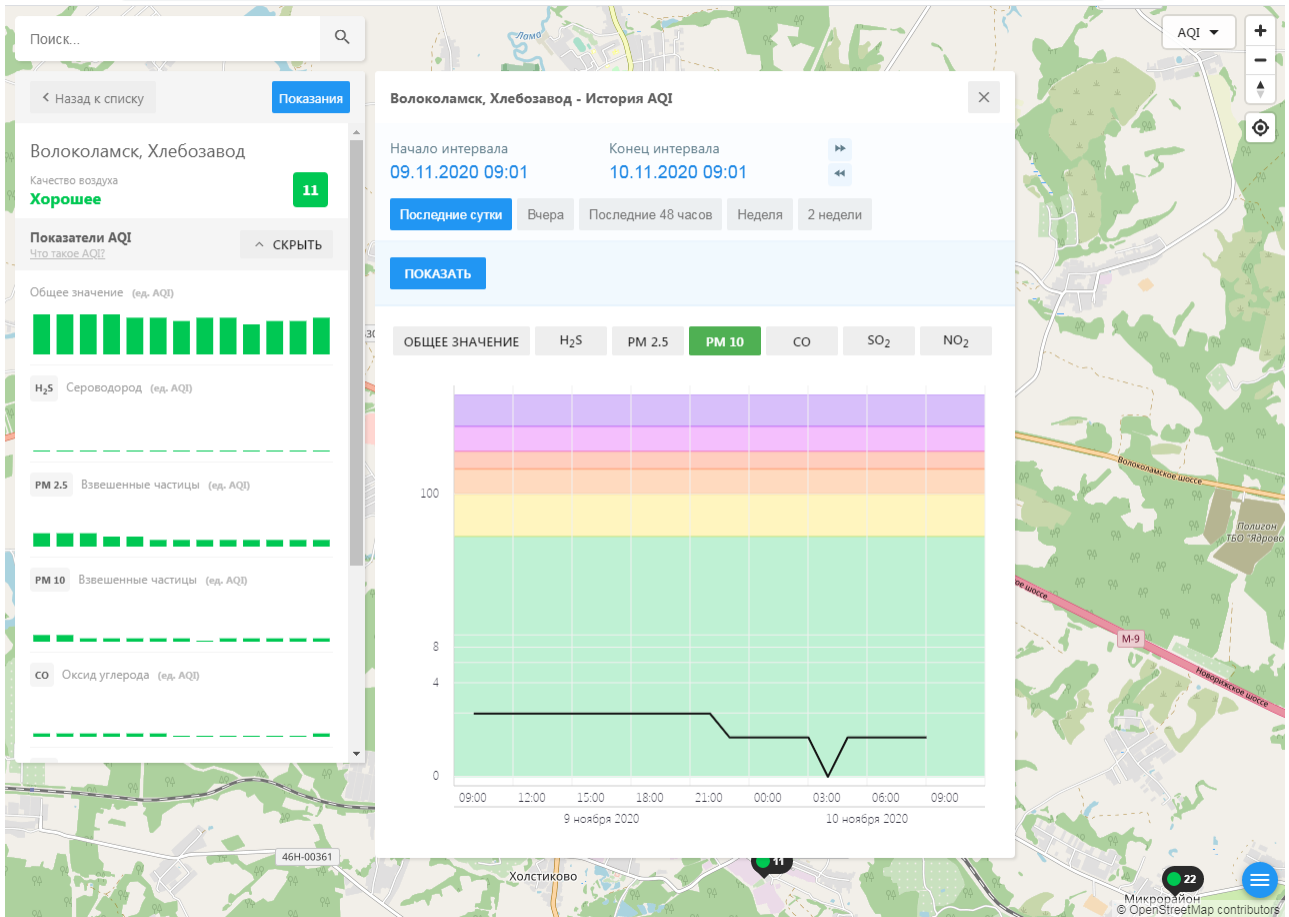 Поиск...
AQI
Ломо
Назад к списку
Показания
Волоколамск, Хлебозавод
Качество воздуха
Хорошее
11
Показатели AQI
Что такое AQI?
СКРЫТЬ
Общее значение (ед. AQI)
H2S Сероводород (ед. AQI)
PM 2.5 Взвешенные частицы (ед. AQI)
PM 10 Взвешенные частицы (ед. AQI)
CO Оксид углерода (ед. AQI)
Волоколамск, Хлебозавод - История AQI
Начало интервала
Конец интервала
09.11.2020 09:01
10.11.2020 09:01
Последние сутки
Вчера
Последние 48 часов
Неделя
2 недели
ПОКАЗАТЬ
ОБЩЕЕ ЗНАЧЕНИЕ
H2S
PM 2.5
PM 10
CO
SO2
NO2
100
8
4
0
09:00 12:00 15:00 18:00 21:00 00:00 03:00 06:00 09:00
9 ноября 2020
10 ноября 2020
Волоколамское шоссе
Полигон
ТБО "Ядрово
М-9
Новорижское шоссе
46Н-00361
Холстиково
11
22
Микрорайон
© OpenStreetMap contributors